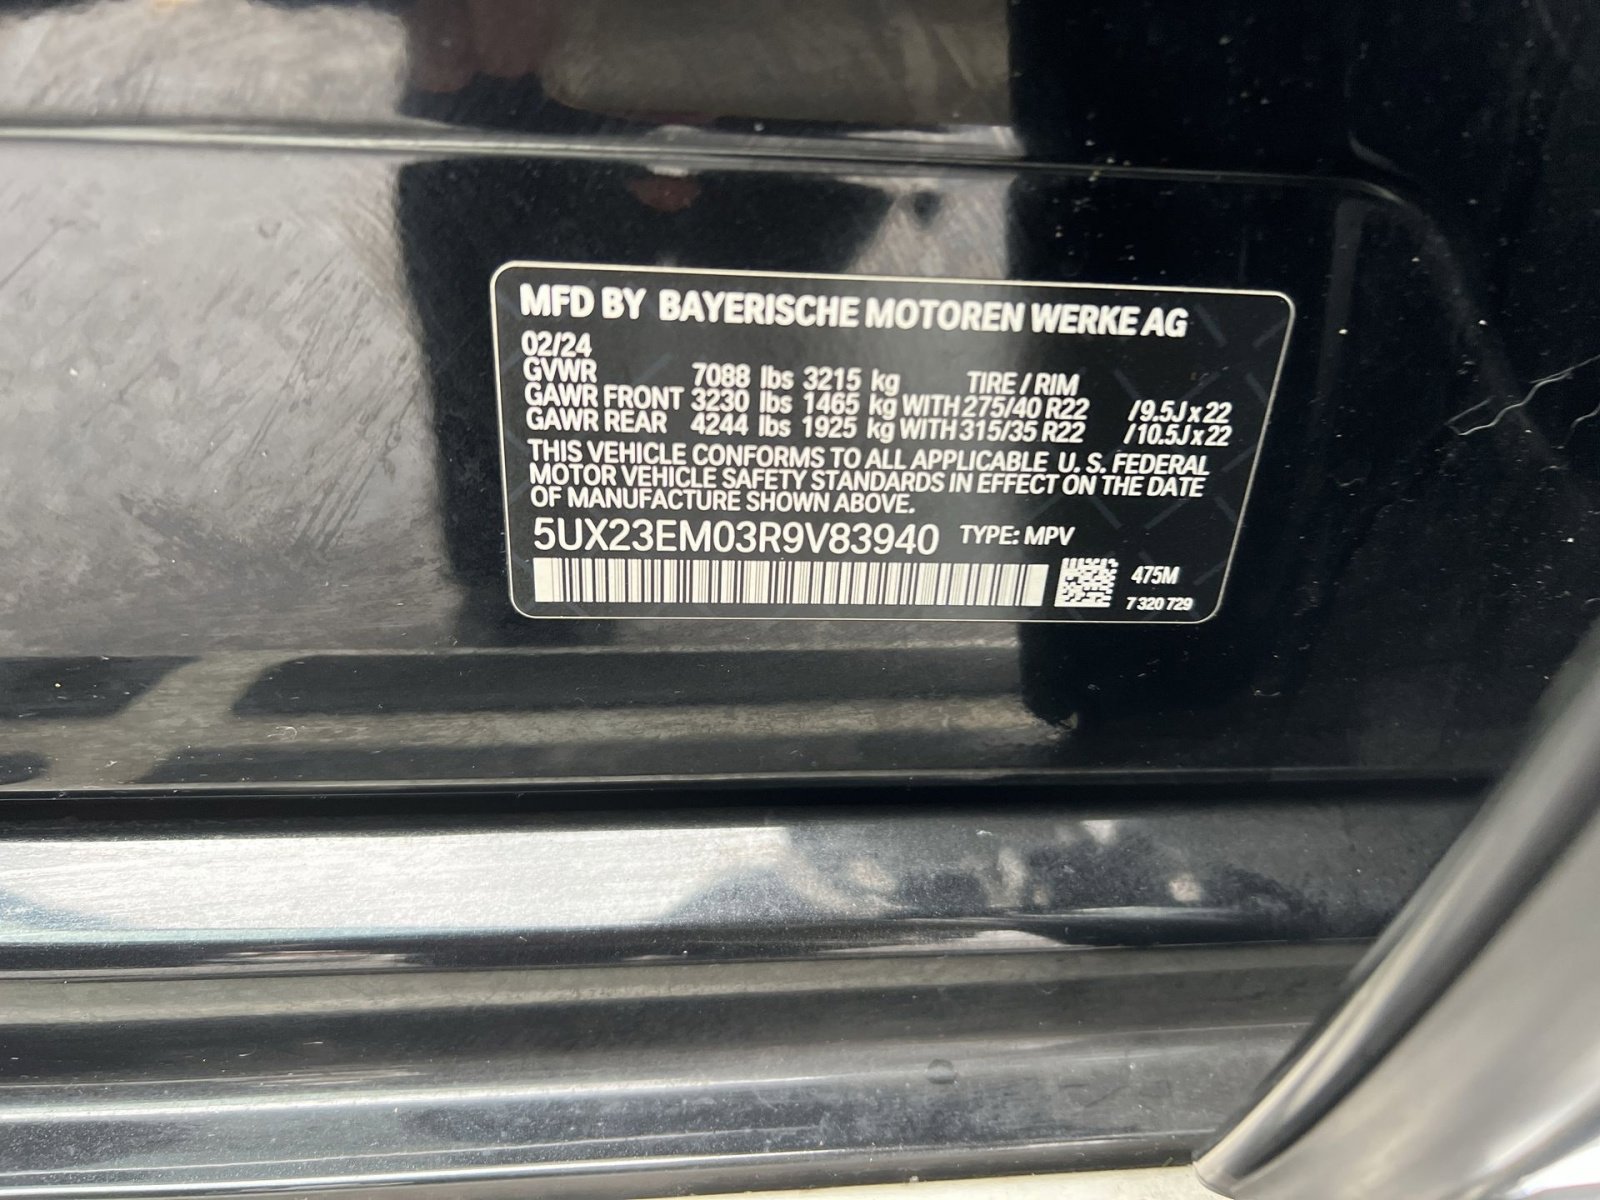 MFD BY BAYERISCHE MOTOREN WERKE AG
02/24
GVWR 7088 lbs 3215 kg TIRE / RIM
GAWR FRONT 3230 lbs 1465 kg WITH 275/40 R22 / 9.5J x 22
GAWR REAR 4244 lbs 1925 kg WITH 315/35 R22 / 10.5J x 22
THIS VEHICLE CONFORMS TO ALL APPLICABLE U. S. FEDERAL
MOTOR VEHICLE SAFETY STANDARDS IN EFFECT ON THE DATE
OF MANUFACTURE SHOWN ABOVE.
5UX23EM03R9V83940 TYPE: MPV
475M
7 320 729